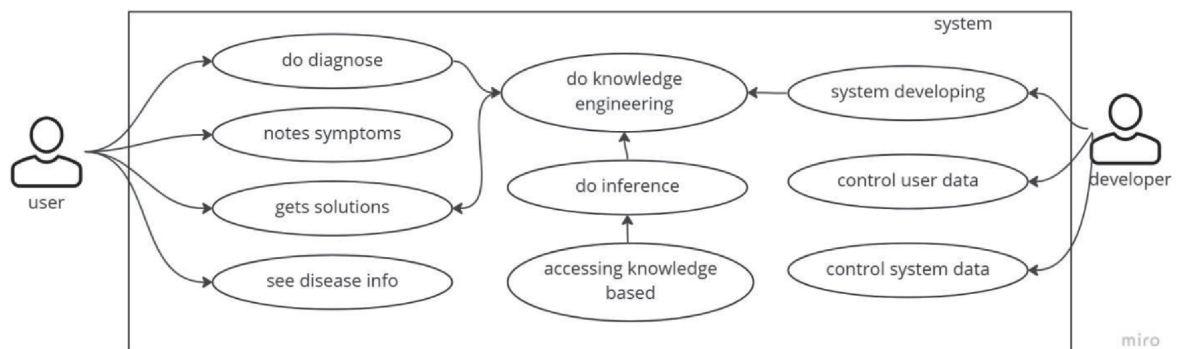 system
do diagnose
notes symptoms
gets solutions
see disease info
do knowledge
engineering
do inference
accessing knowledge
based
system developing
control user data
control system data
user
developer
miro